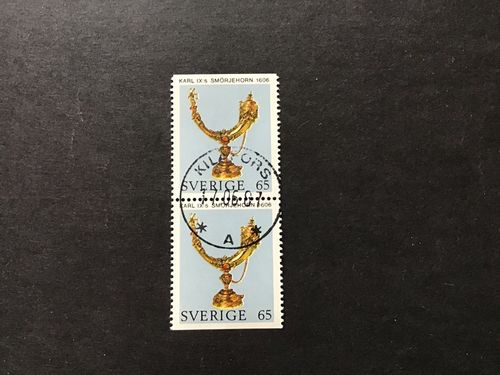 KARL IX:s SMÖRJEHORN 1606
SVERIGE 65
KARL IX:s SMÖRJEHORN 1606
SVERIGE 65
A